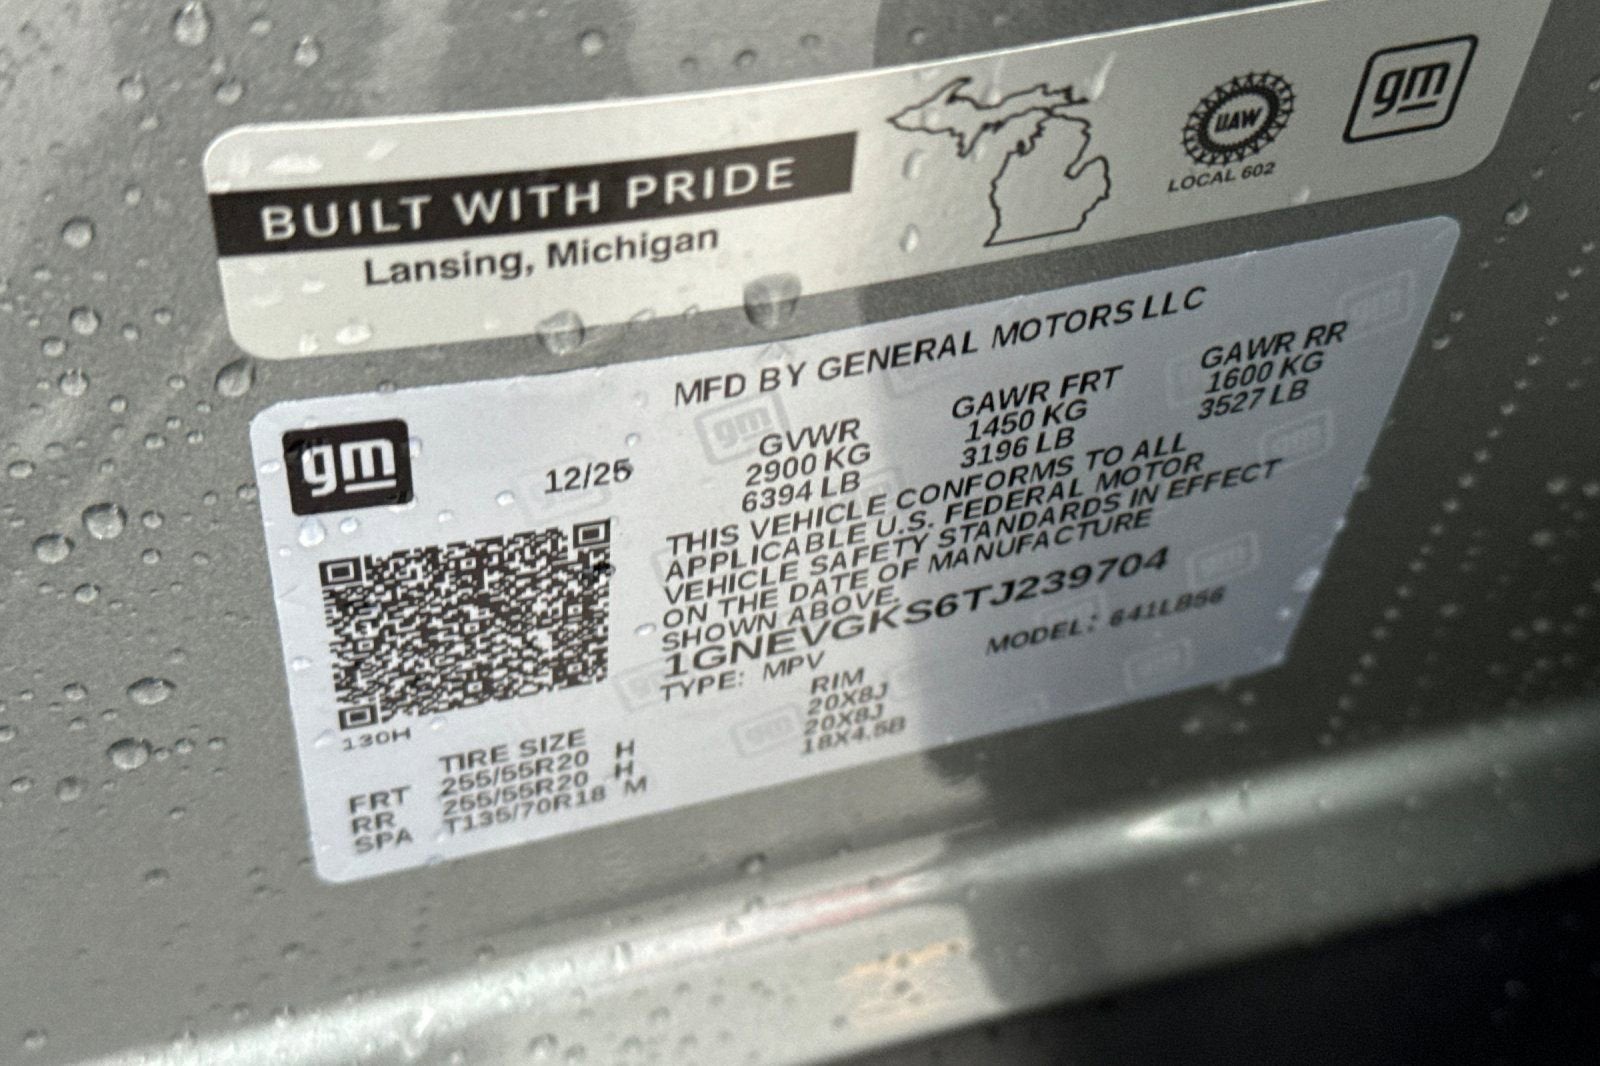 BUILT WITH PRIDE
Lansing, Michigan
UAW
LOCAL 602
gm
MFD BY GENERAL MOTORS LLC
gm
12/25
GVWR
2900 KG
6394 LB
GAWR FRT
1450 KG
3196 LB
GAWR RR
1600 KG
3527 LB
THIS VEHICLE CONFORMS TO ALL
APPLICABLE U.S. FEDERAL MOTOR
VEHICLE SAFETY STANDARDS IN EFFECT
ON THE DATE OF MANUFACTURE
SHOWN ABOVE.
1GNEVGKS6TJ239704
TYPE: MPV
MODEL: 641LB56
130H
TIRE SIZE
RIM
FRT 255/55R20 H 20X8J
RR 255/55R20 H 20X8J
SPA T135/70R18 M 18X4.5B